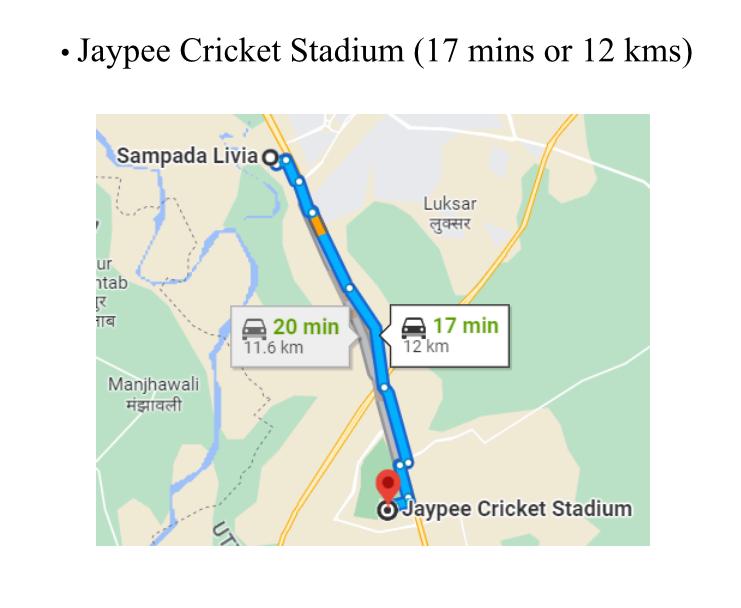 • Jaypee Cricket Stadium (17 mins or 12 kms)
Sampada Livia
Luksar
लुक्सर
ur
ntab
पुर
ताब
20 min
11.6 km
17 min
12 km
Manjhawali
मंझावली
Jaypee Cricket Stadium
UT